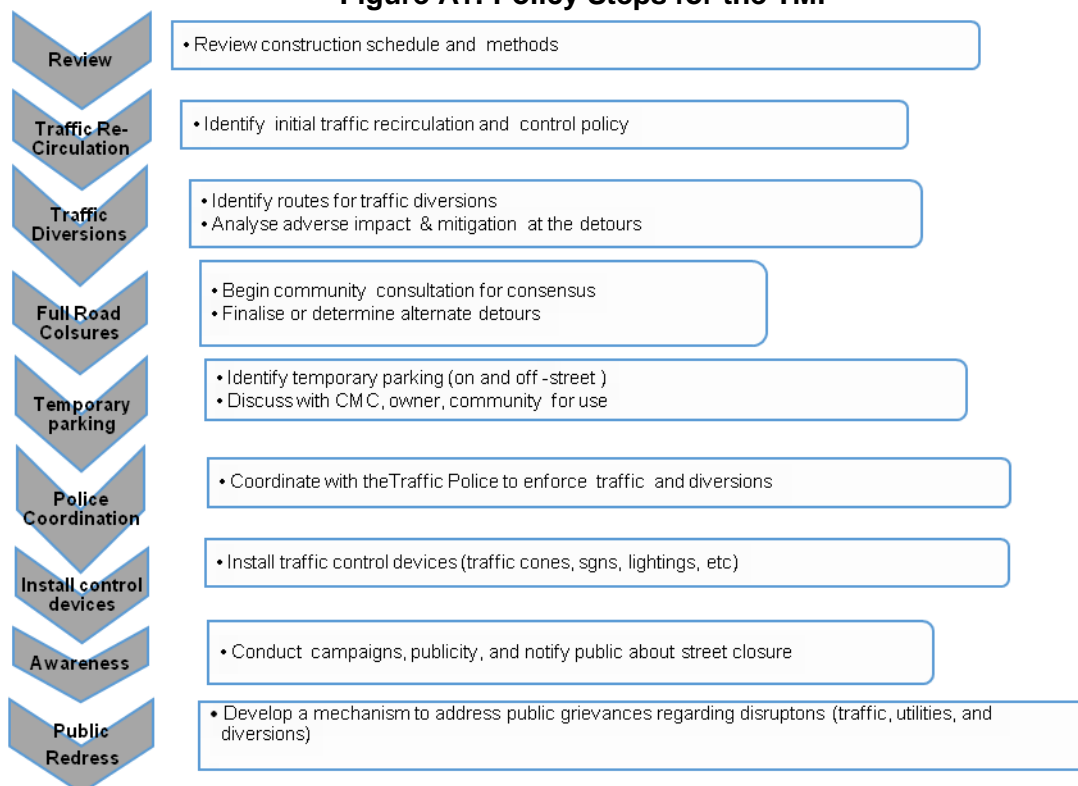 Figure A1: Policy Steps for the TMP
Review
• Review construction schedule and methods
Traffic Re-
Circulation
• Identify initial traffic recirculation and control policy
Traffic
Diversions
• Identify routes for traffic diversions
• Analyse adverse impact & mitigation at the detours
Full Road
Colsures
• Begin community consultation for consensus
• Finalise or determine alternate detours
Temporary
parking
• Identify temporary parking (on and off -street )
• Discuss with CMC, owner, community for use
Police
Coordination
• Coordinate with theTraffic Police to enforce traffic and diversions
Install control
devices
• Install traffic control devices (traffic cones, sgns, lightings, etc)
Awareness
• Conduct campaigns, publicity, and notify public about street closure
Public
Redress
• Develop a mechanism to address public grievances regarding disruptons (traffic, utilities, and
diversions)